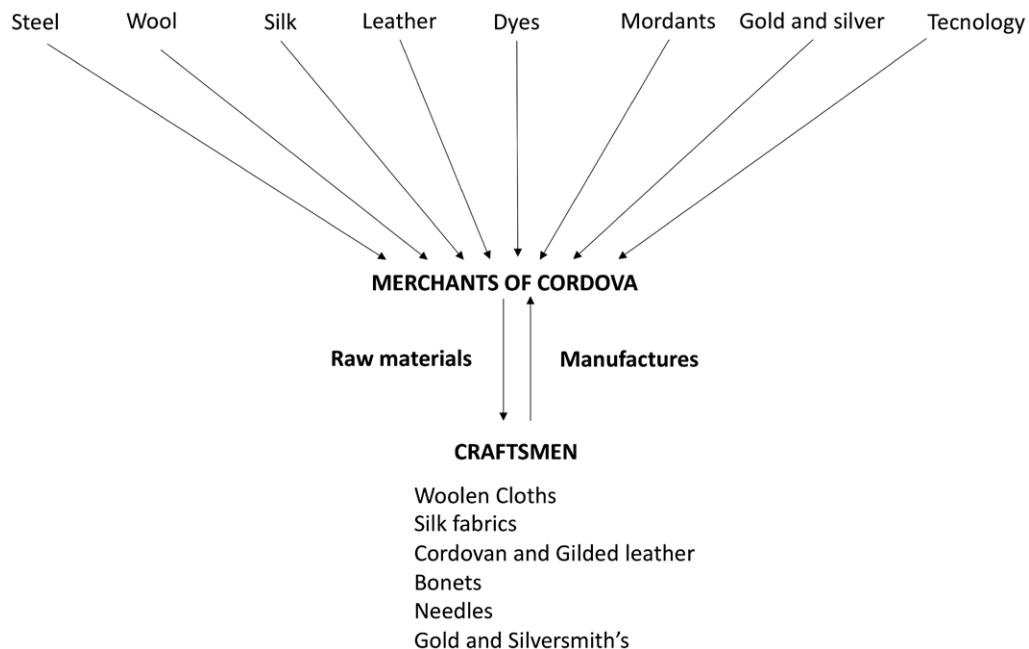 Steel Wool Silk Leather Dyes Mordants Gold and silver Tecnology
MERCHANTS OF CORDOVA
Raw materials Manufactures
CRAFTSMEN
Woolen Cloths
Silk fabrics
Cordovan and Gilded leather
Bonets
Needles
Gold and Silversmith’s